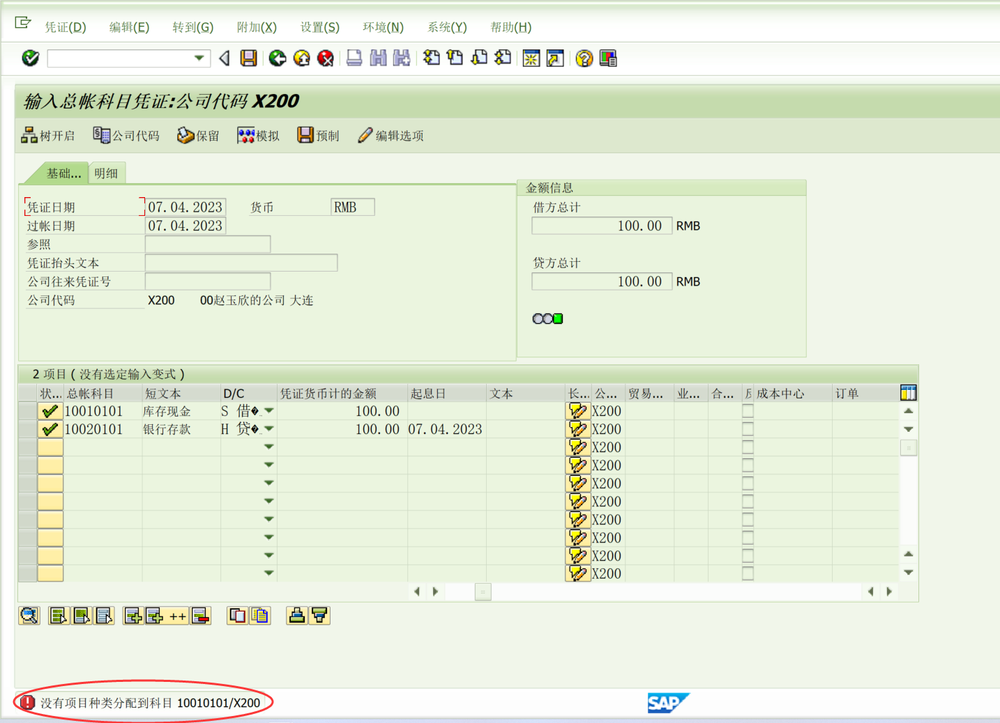 凭证(D) 编辑(E) 转到(G) 附加(X) 设置(S) 环境(N) 系统(Y) 帮助(H)
输入总帐科目凭证:公司代码 X200
树开启 公司代码 保留 模拟 预制 编辑选项
基础... 明细
金额信息
凭证日期 07.04.2023 货币 RMB
借方总计
过帐日期 07.04.2023
100.00 RMB
参照
凭证抬头文本
贷方总计
公司往来凭证号
100.00 RMB
公司代码 X200 00赵玉欣的公司 大连
2 项目 ( 没有选定输入变式 )
状... 总帐科目 短文本 D/C 凭证货币计的金额 起息日 文本 长... 公... 贸易... 业... 合... 成本中心 订单
10010101 库存现金 S 借�.. 100.00 X200
10020101 银行存款 H 贷�.. 100.00 07.04.2023 X200
X200
X200
X200
X200
X200
X200
X200
X200
++
没有项目种类分配到科目 10010101/X200
SAP